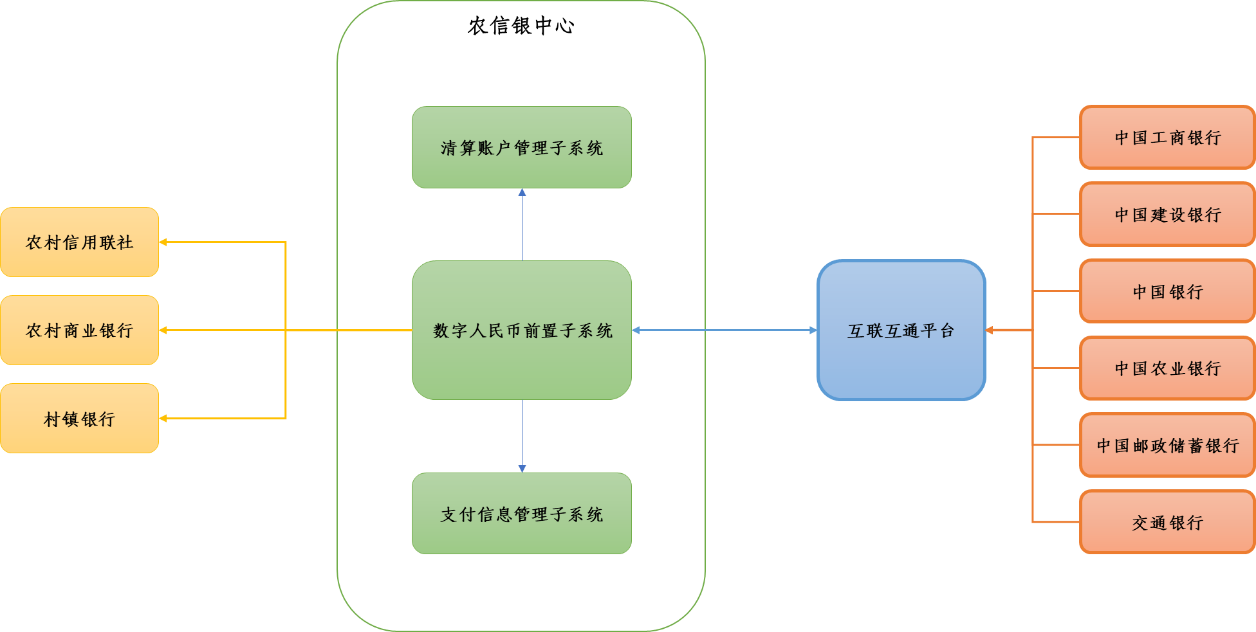 农信银中心
清算账户管理子系统
数字人民币前置子系统
支付信息管理子系统
农村信用联社
农村商业银行
村镇银行
互联互通平台
中国工商银行
中国建设银行
中国银行
中国农业银行
中国邮政储蓄银行
交通银行